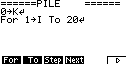 ======PILE    ======
0→K↵
For 1→I To 20↵
For To Step Next ▷